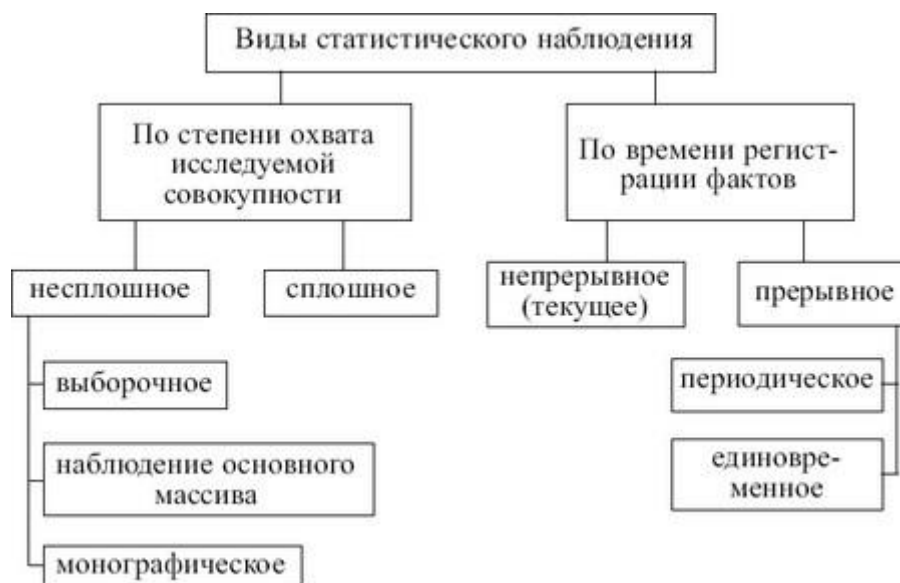 Виды статистического наблюдения
По степени охвата
исследуемой
совокупности
По времени регист-
рации фактов
несплошное
сплошное
непрерывное
(текущее)
прерывное
выборочное
наблюдение основного
массива
монографическое
периодическое
единовре-
менное